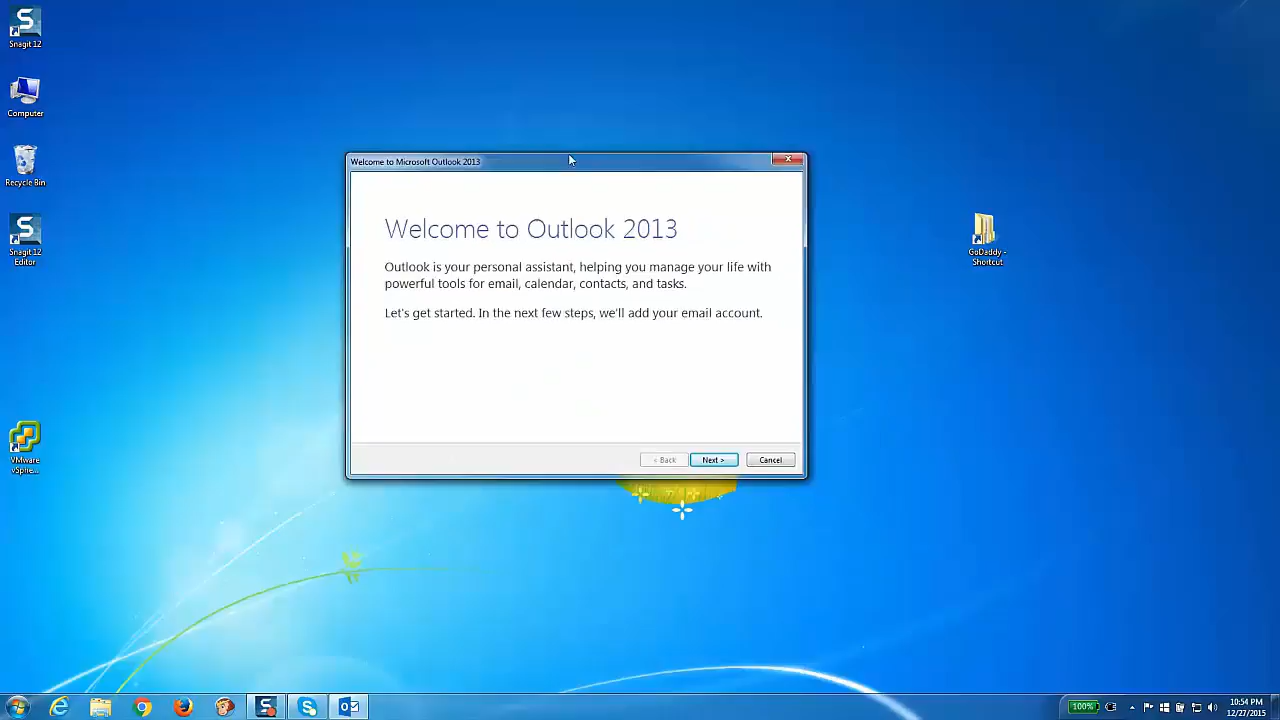 Snagit 12
Computer
Recycle Bin
Snagit 12
Editor
VMware
vSphe...
Welcome to Microsoft Outlook 2013
Welcome to Outlook 2013
Outlook is your personal assistant, helping you manage your life with
powerful tools for email, calendar, contacts, and tasks.
Let's get started. In the next few steps, we'll add your email account.
< Back
Next >
Cancel
GoDaddy -
Shortcut
100%
10:54 PM
12/27/2015